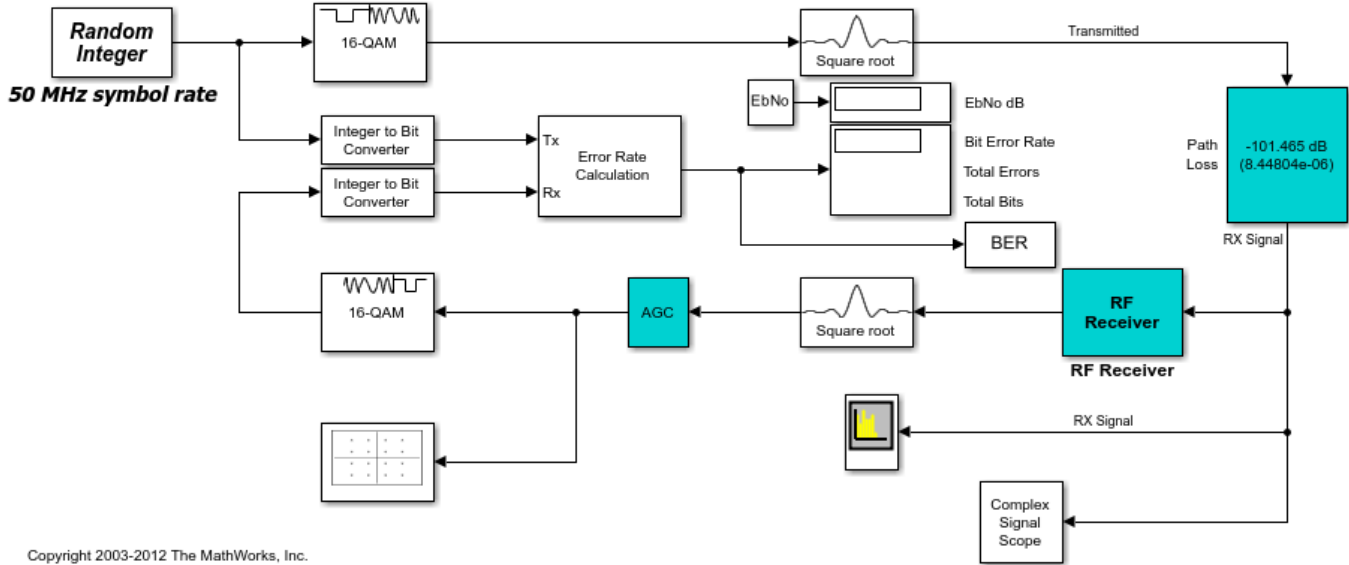 Random
Integer
50 MHz symbol rate
16-QAM
Square root
Transmitted
EbNo
EbNo dB
Integer to Bit
Converter
Tx
Error Rate
Calculation
Rx
Integer to Bit
Converter
Bit Error Rate
Total Errors
Total Bits
Path
Loss
-101.465 dB
(8.44804e-06)
BER
RX Signal
16-QAM
AGC
Square root
RF
Receiver
RF Receiver
RX Signal
Complex
Signal
Scope
Copyright 2003-2012 The MathWorks, Inc.